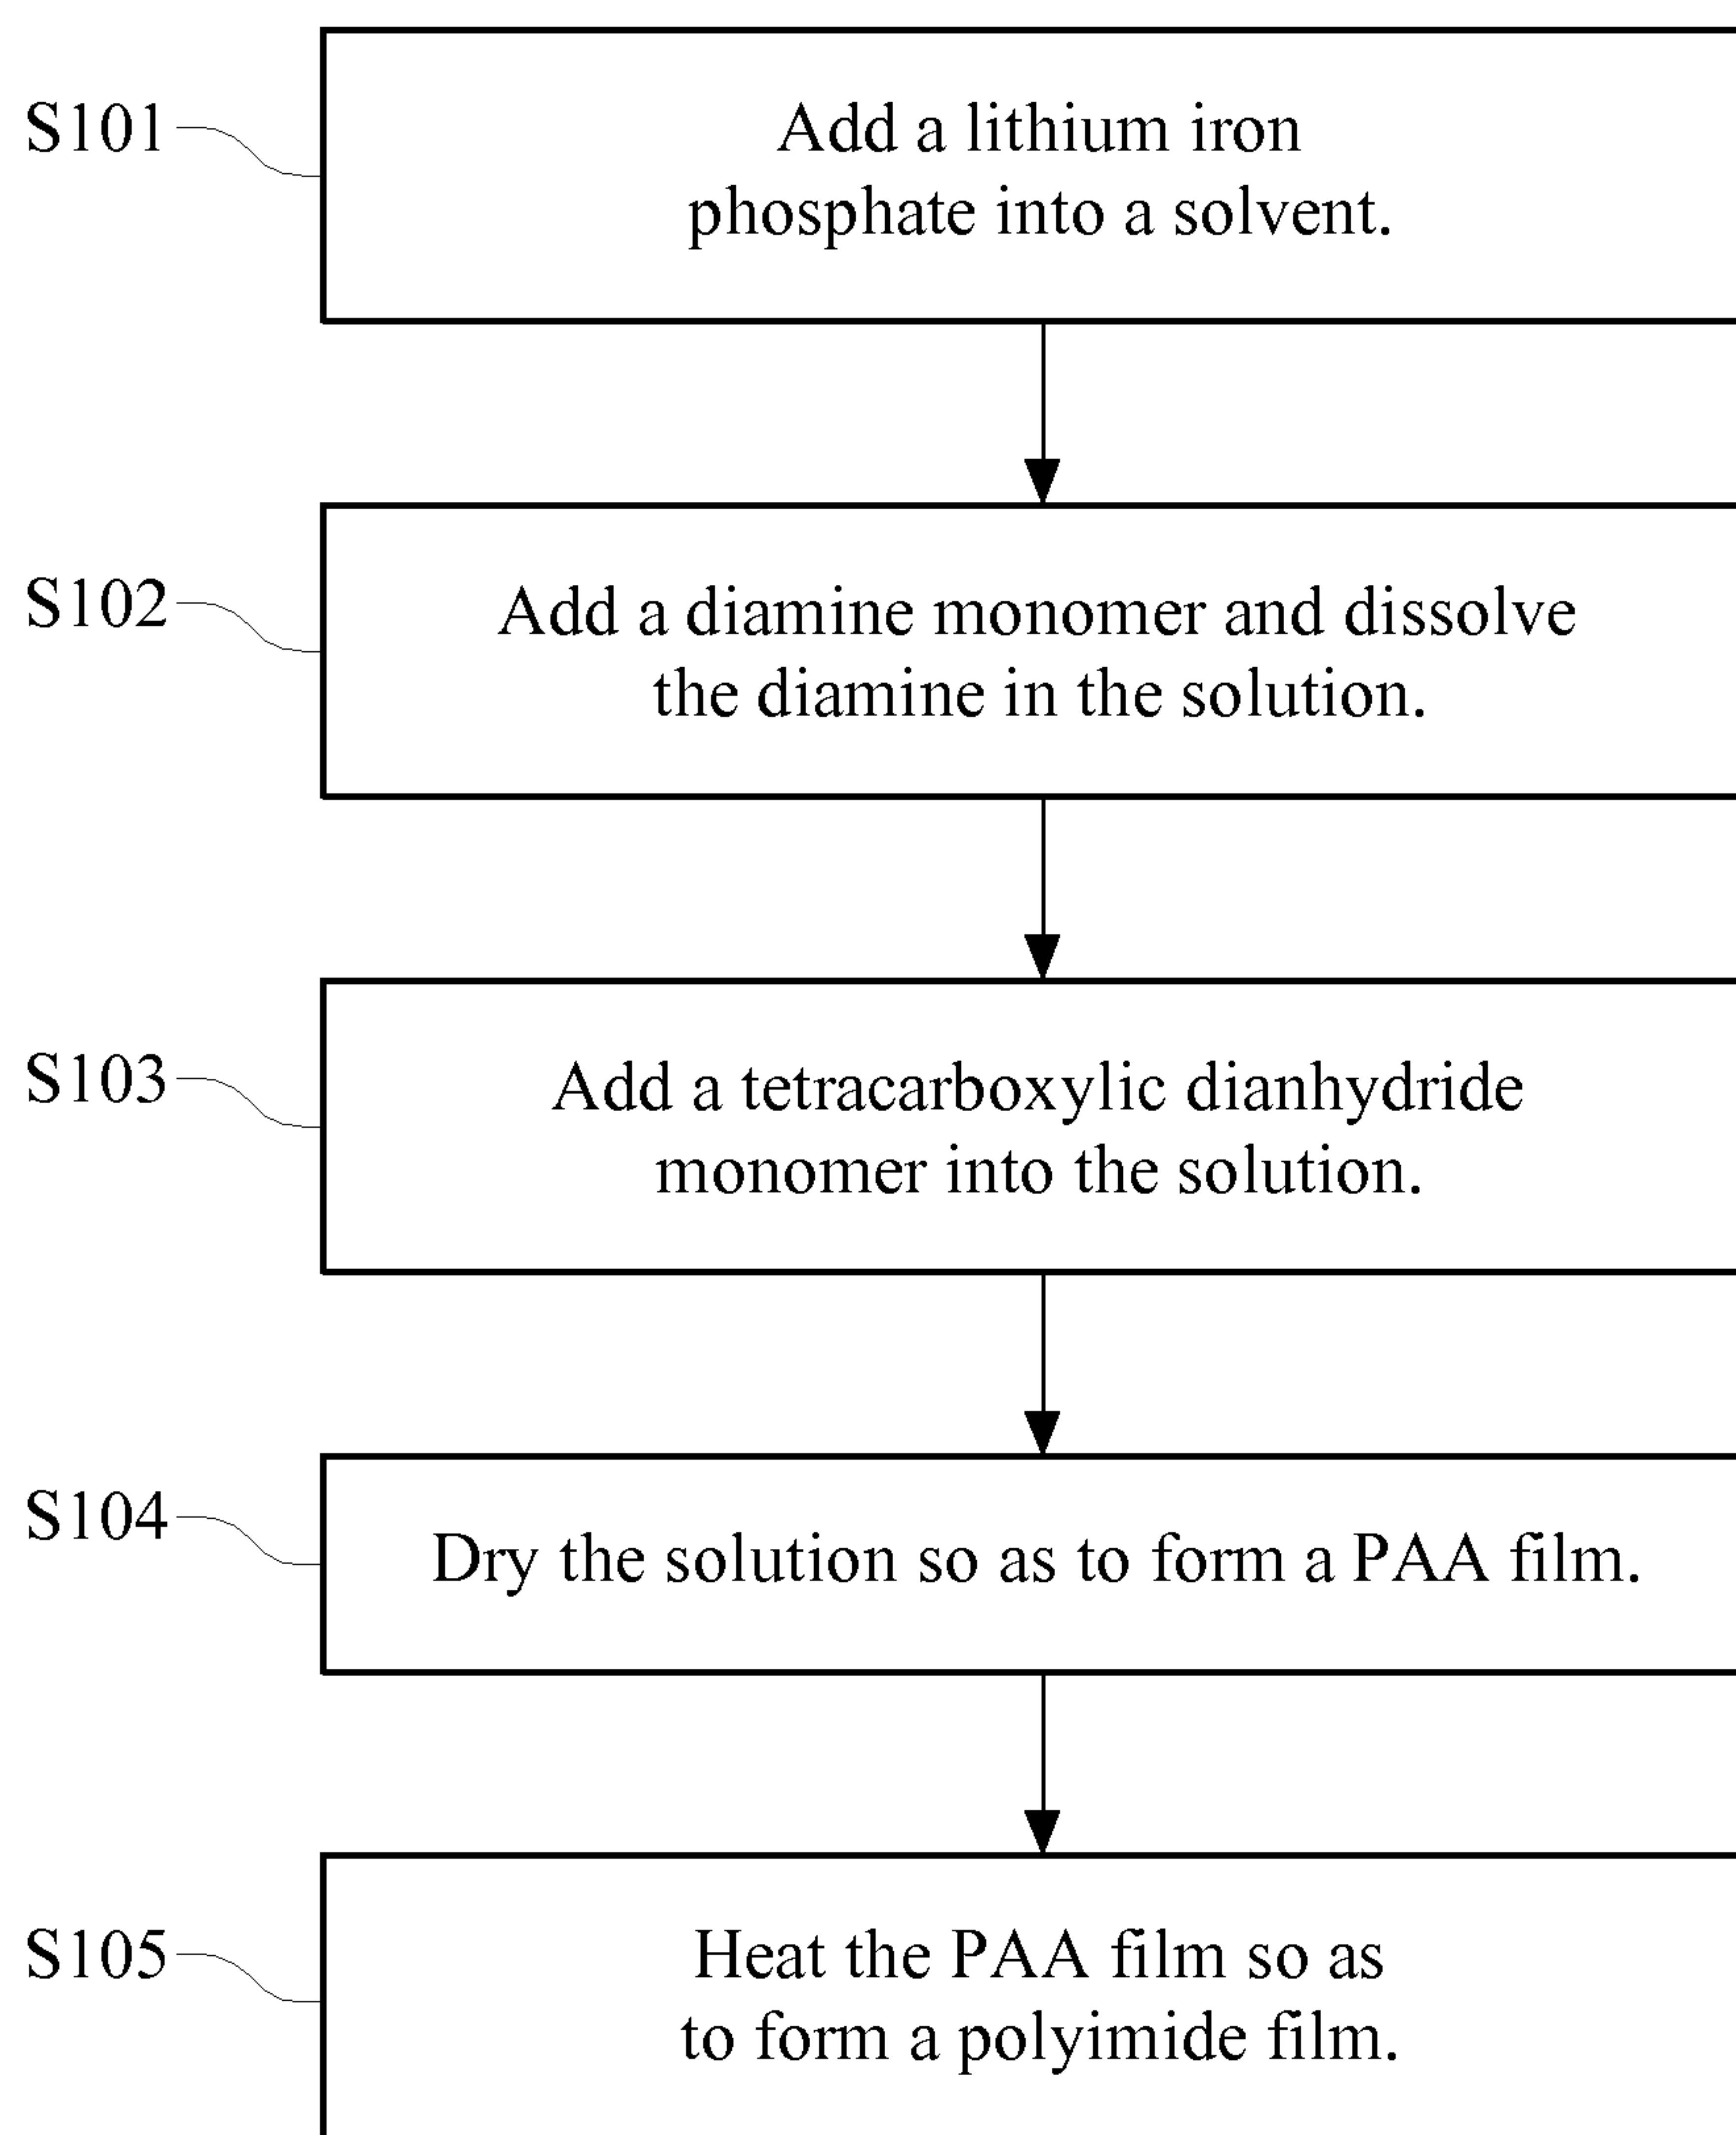 S101
Add a lithium iron
phosphate into a solvent.
S102
Add a diamine monomer and dissolve
the diamine in the solution.
S103
Add a tetracarboxylic dianhydride
monomer into the solution.
S104
Dry the solution so as to form a PAA film.
S105
Heat the PAA film so as
to form a polyimide film.